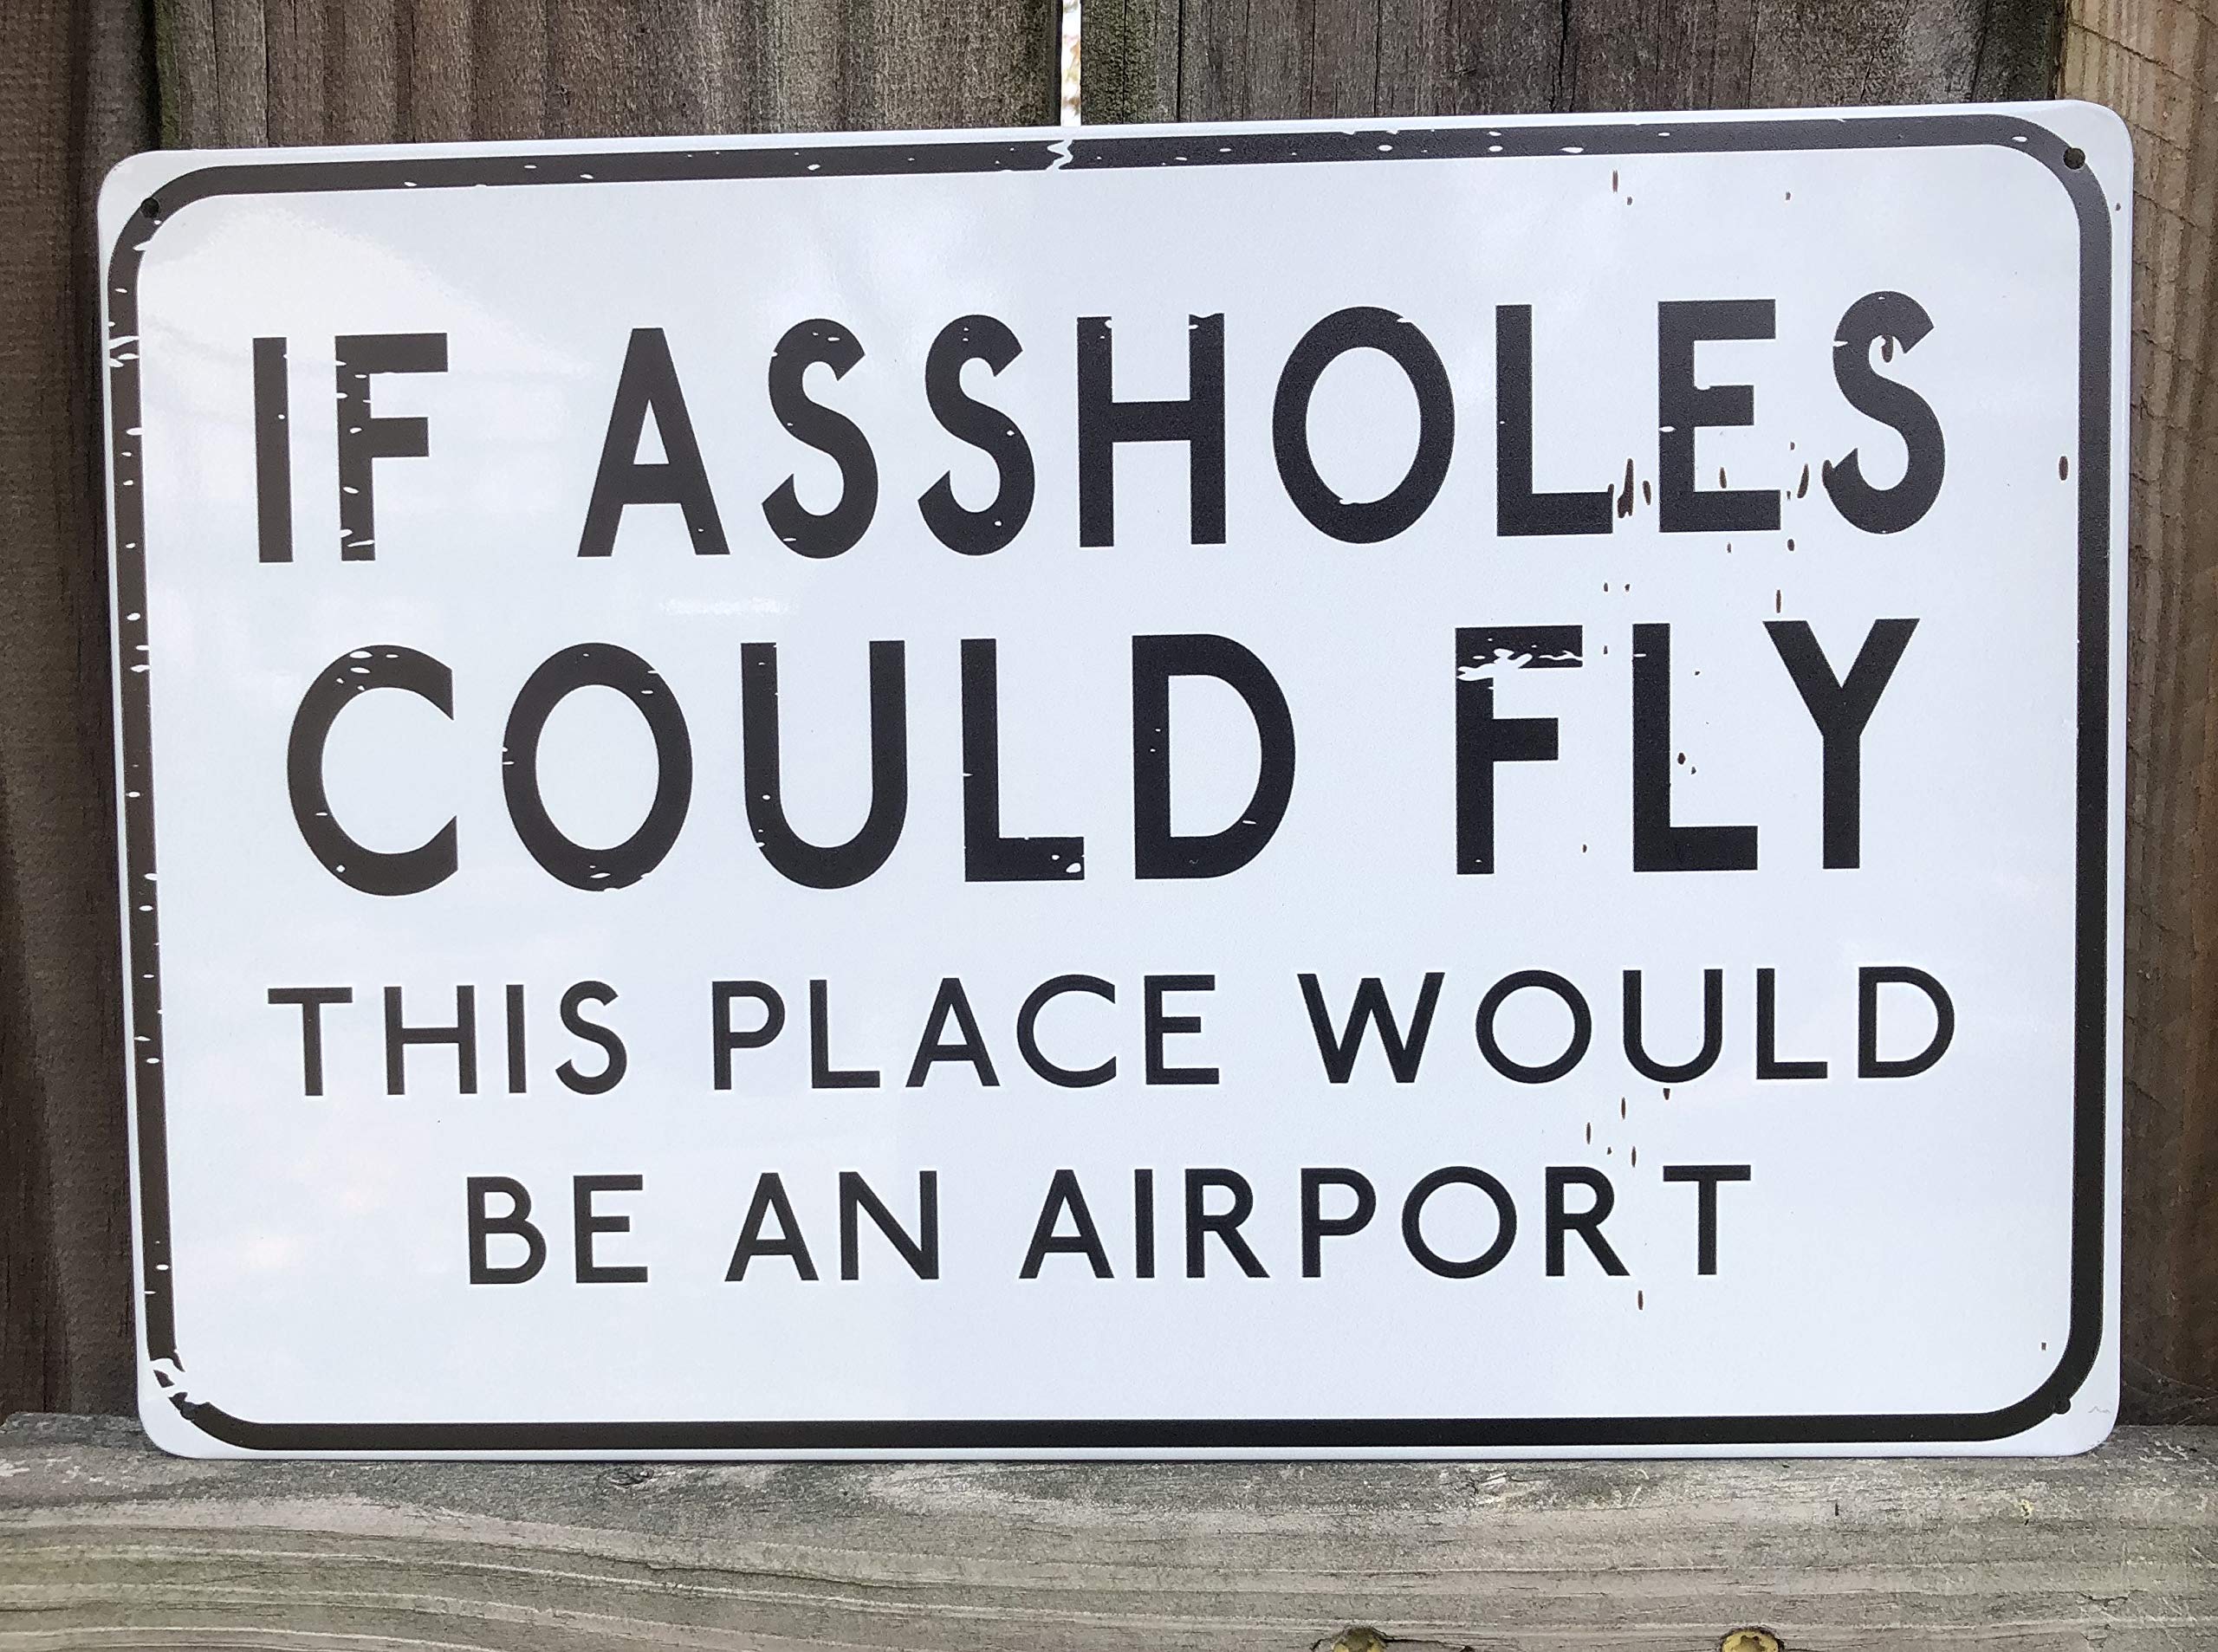 IF ASSHOLES
COULD FLY
THIS PLACE WOULD
BE AN AIRPORT